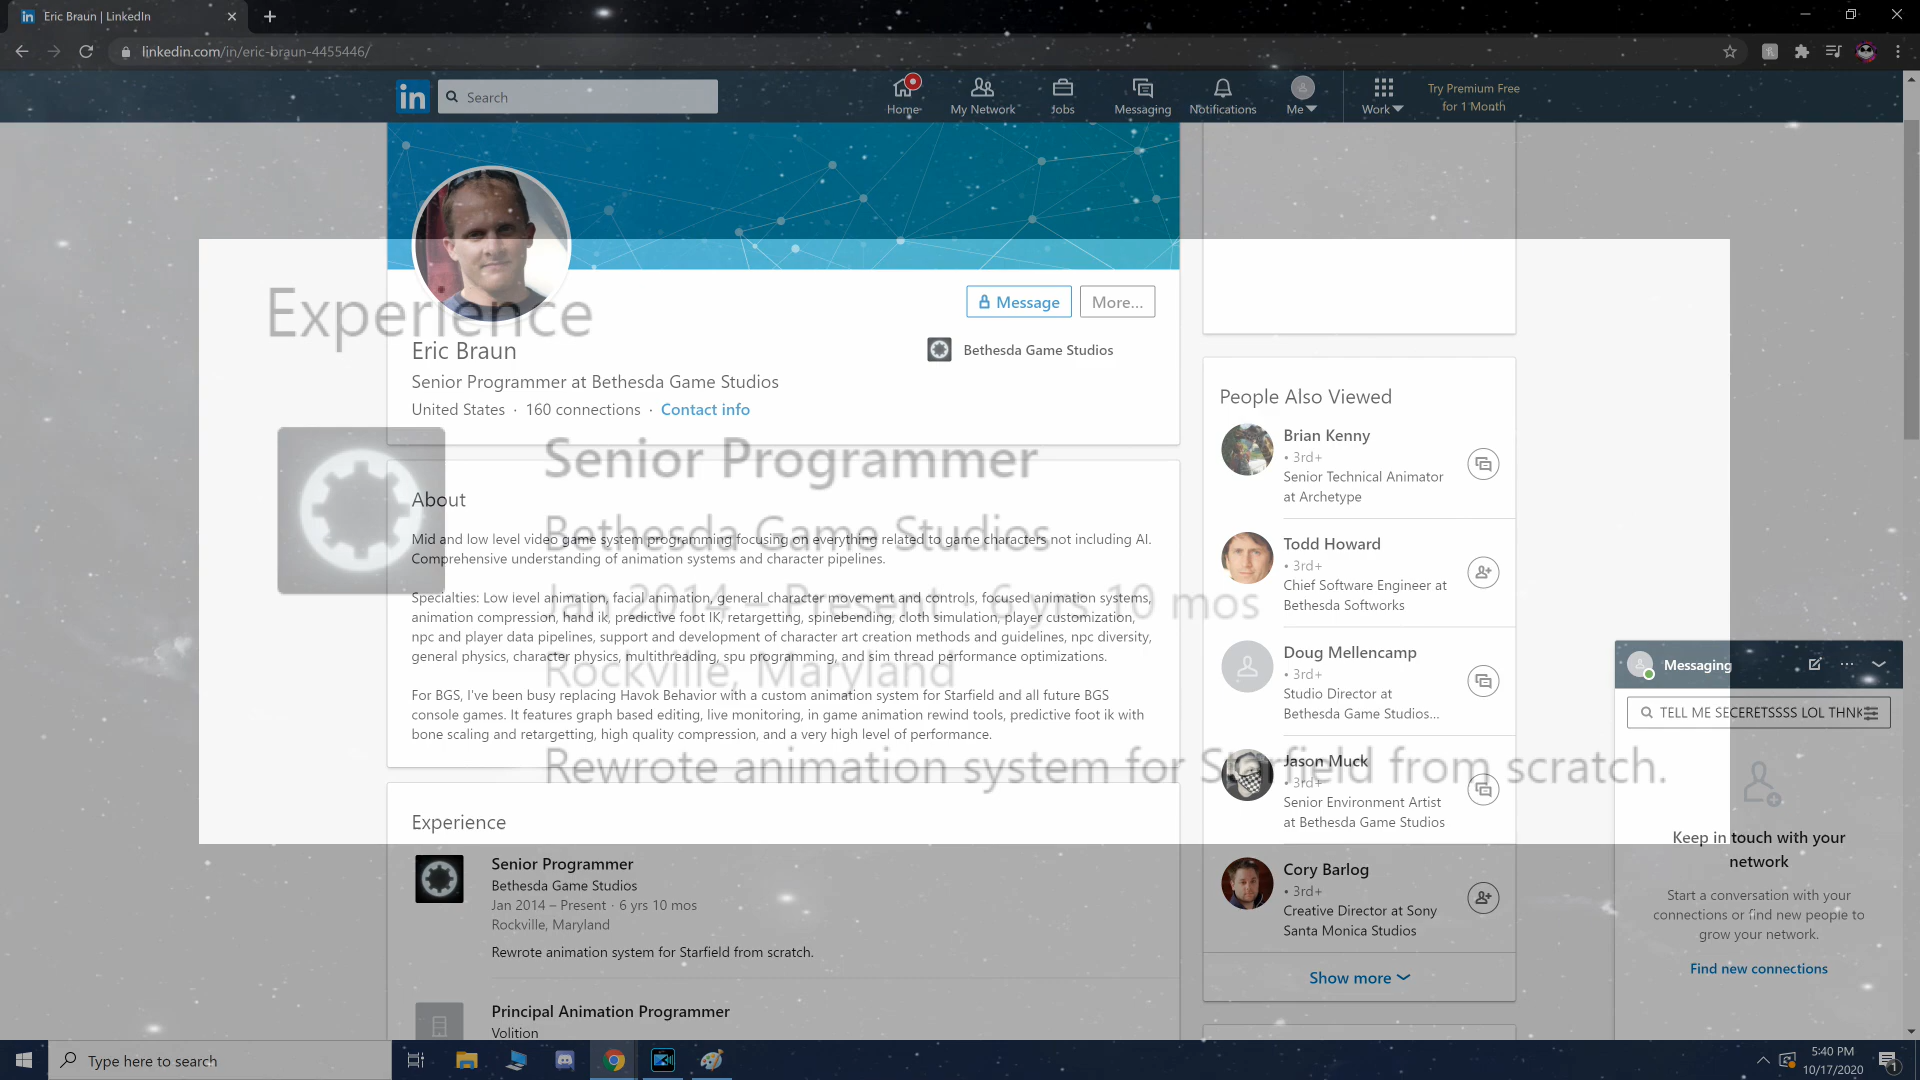 Eric Braun | LinkedIn
linkedin.com/in/eric-braun-4455446/
in
Search
Home
My Network
Jobs
Messaging
Notifications
Me
Work
Try Premium Free
for 1 Month
Message
More...
Eric Braun
Bethesda Game Studios
Senior Programmer at Bethesda Game Studios
United States · 160 connections · Contact info
About
Mid and low level video game system programming focusing on everything related to game characters not including AI.
Comprehensive understanding of animation systems and character pipelines.
Specialties: Low level animation, facial animation, general character movement and controls, focused animation systems,
animation compression, hand ik, predictive foot IK, retargetting, spinebending, cloth simulation, player customization,
npc and player data pipelines, support and development of character art creation methods and guidelines, npc diversity,
general physics, character physics, multithreading, spu programming, and sim thread performance optimizations.
For BGS, I've been busy replacing Havok Behavior with a custom animation system for Starfield and all future BGS
console games. It features graph based editing, live monitoring, in game animation rewind tools, predictive foot ik with
bone scaling and retargetting, high quality compression, and a very high level of performance.
Experience
Senior Programmer
Bethesda Game Studios
Jan 2014 – Present · 6 yrs 10 mos
Rockville, Maryland
Rewrote animation system for Starfield from scratch.
Principal Animation Programmer
Volition
Experience
Senior Programmer
Bethesda Game Studios
Jan 2014 – Present · 6 yrs 10 mos
Rockville, Maryland
Rewrote animation system for Starfield from scratch.
People Also Viewed
Brian Kenny
• 3rd+
Senior Technical Animator
at Archetype
Todd Howard
• 3rd+
Chief Software Engineer at
Bethesda Softworks
Doug Mellencamp
• 3rd+
Studio Director at
Bethesda Game Studios...
Jason Muck
• 3rd+
Senior Environment Artist
at Bethesda Game Studios
Cory Barlog
• 3rd+
Creative Director at Sony
Santa Monica Studios
Show more
Messaging
TELL ME SECERETSSSS LOL THNK
Keep in touch with your
network
Start a conversation with your
connections or find new people to
grow your network.
Find new connections
Type here to search
5:40 PM
10/17/2020
1